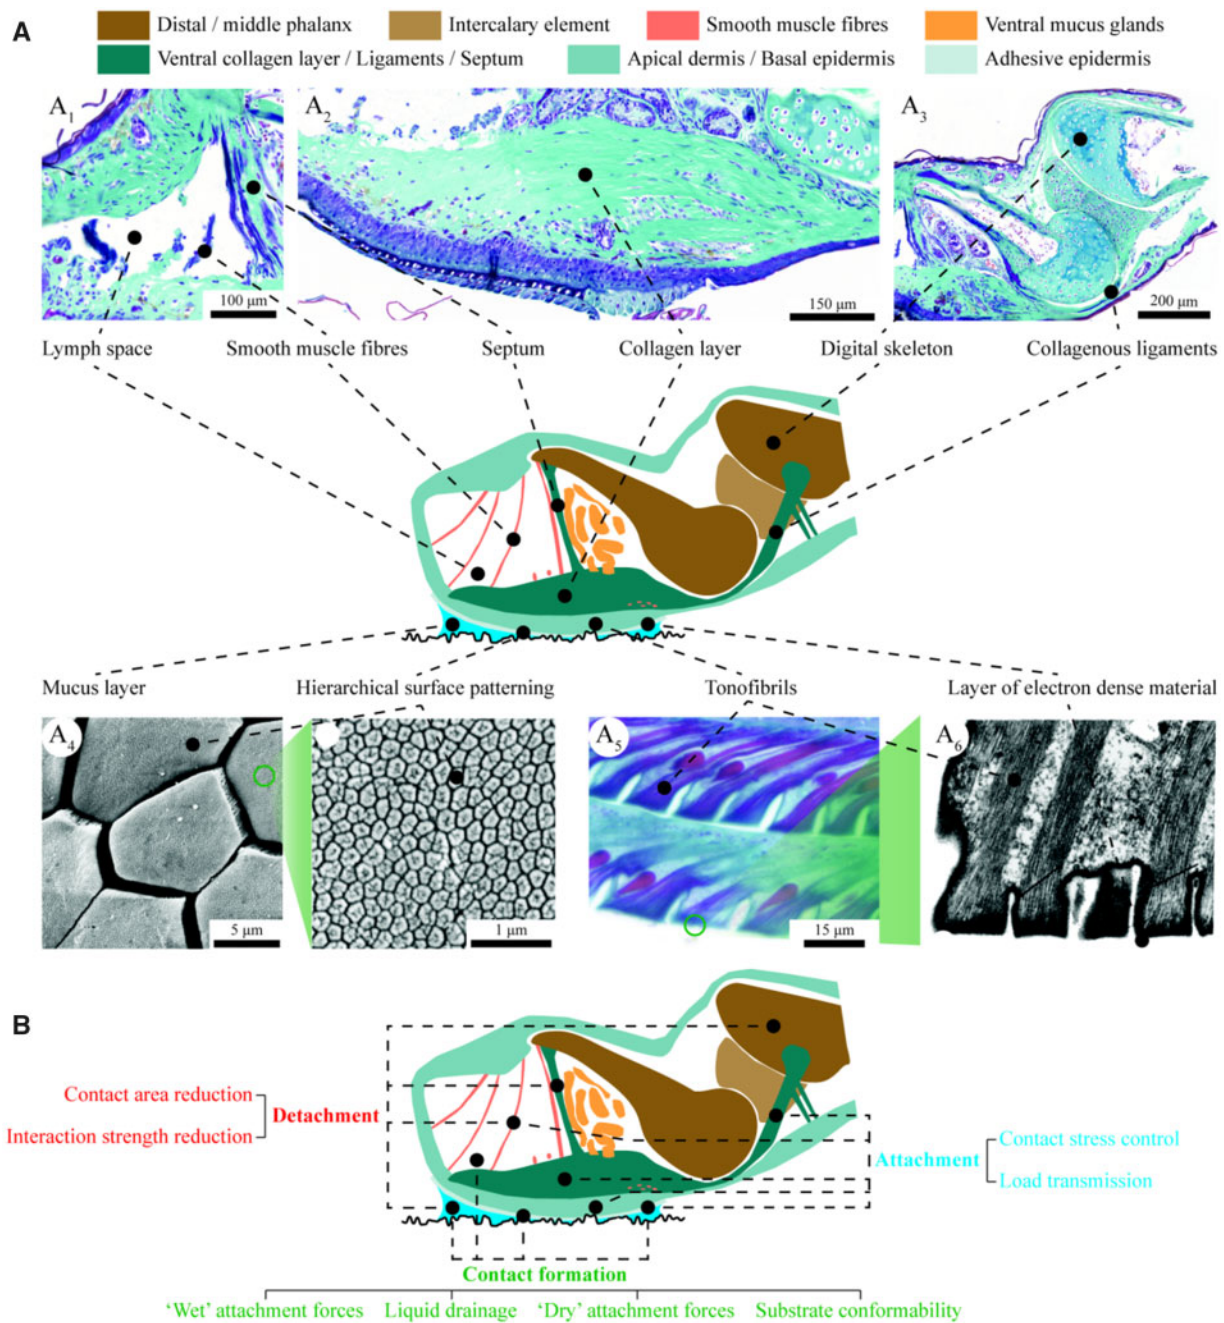 A
Distal / middle phalanx
Intercalary element
Smooth muscle fibres
Ventral mucus glands
Ventral collagen layer / Ligaments / Septum
Apical dermis / Basal epidermis
Adhesive epidermis
A1
A2
A3
100 µm
150 µm
200 µm
Lymph space
Smooth muscle fibres
Septum
Collagen layer
Digital skeleton
Collagenous ligaments
Mucus layer
Hierarchical surface patterning
Tonofibrils
Layer of electron dense material
A4
A5
A6
5 µm
1 µm
15 µm
B
Contact area reduction
Interaction strength reduction
Detachment
Attachment
Contact stress control
Load transmission
Contact formation
‘Wet’ attachment forces
Liquid drainage
‘Dry’ attachment forces
Substrate conformability